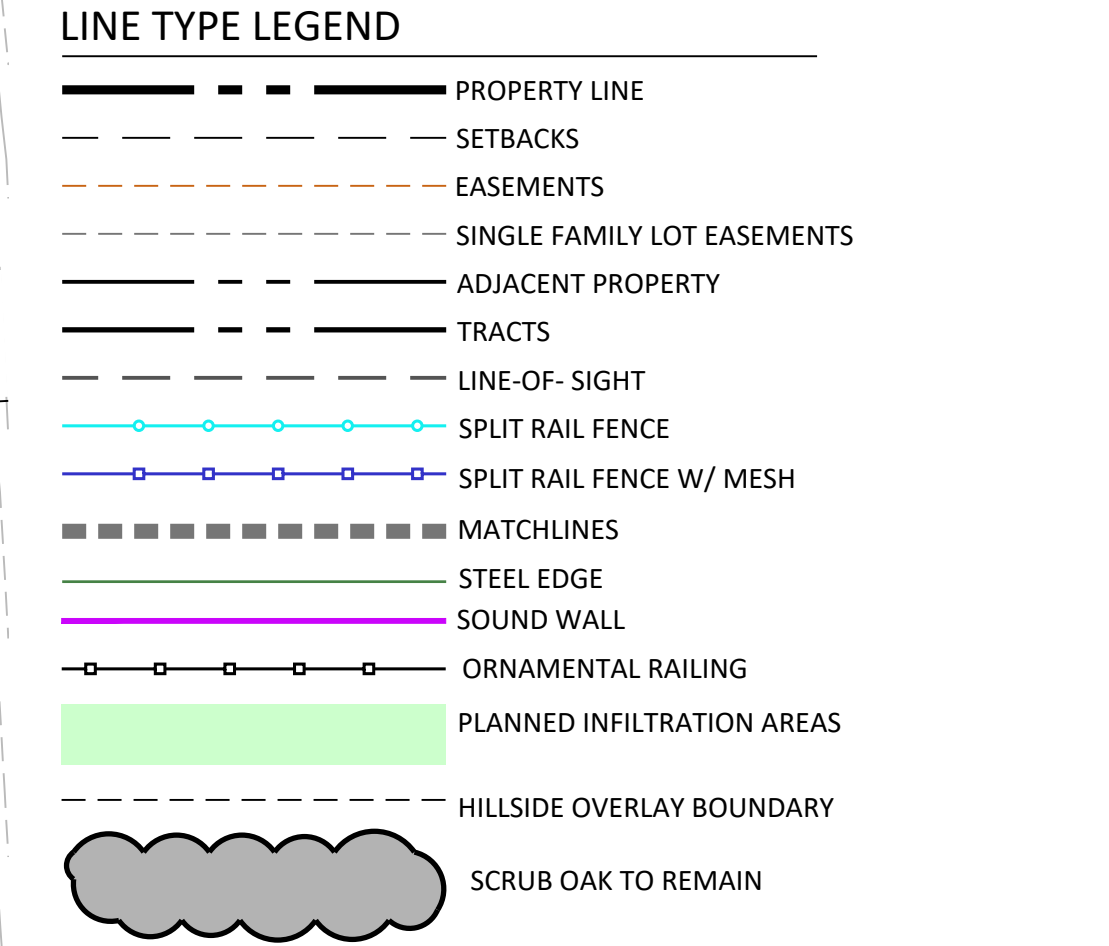 LINE TYPE LEGEND
PROPERTY LINE
SETBACKS
EASEMENTS
SINGLE FAMILY LOT EASEMENTS
ADJACENT PROPERTY
TRACTS
LINE-OF- SIGHT
SPLIT RAIL FENCE
SPLIT RAIL FENCE W/ MESH
MATCHLINES
STEEL EDGE
SOUND WALL
ORNAMENTAL RAILING
PLANNED INFILTRATION AREAS
HILLSIDE OVERLAY BOUNDARY
SCRUB OAK TO REMAIN